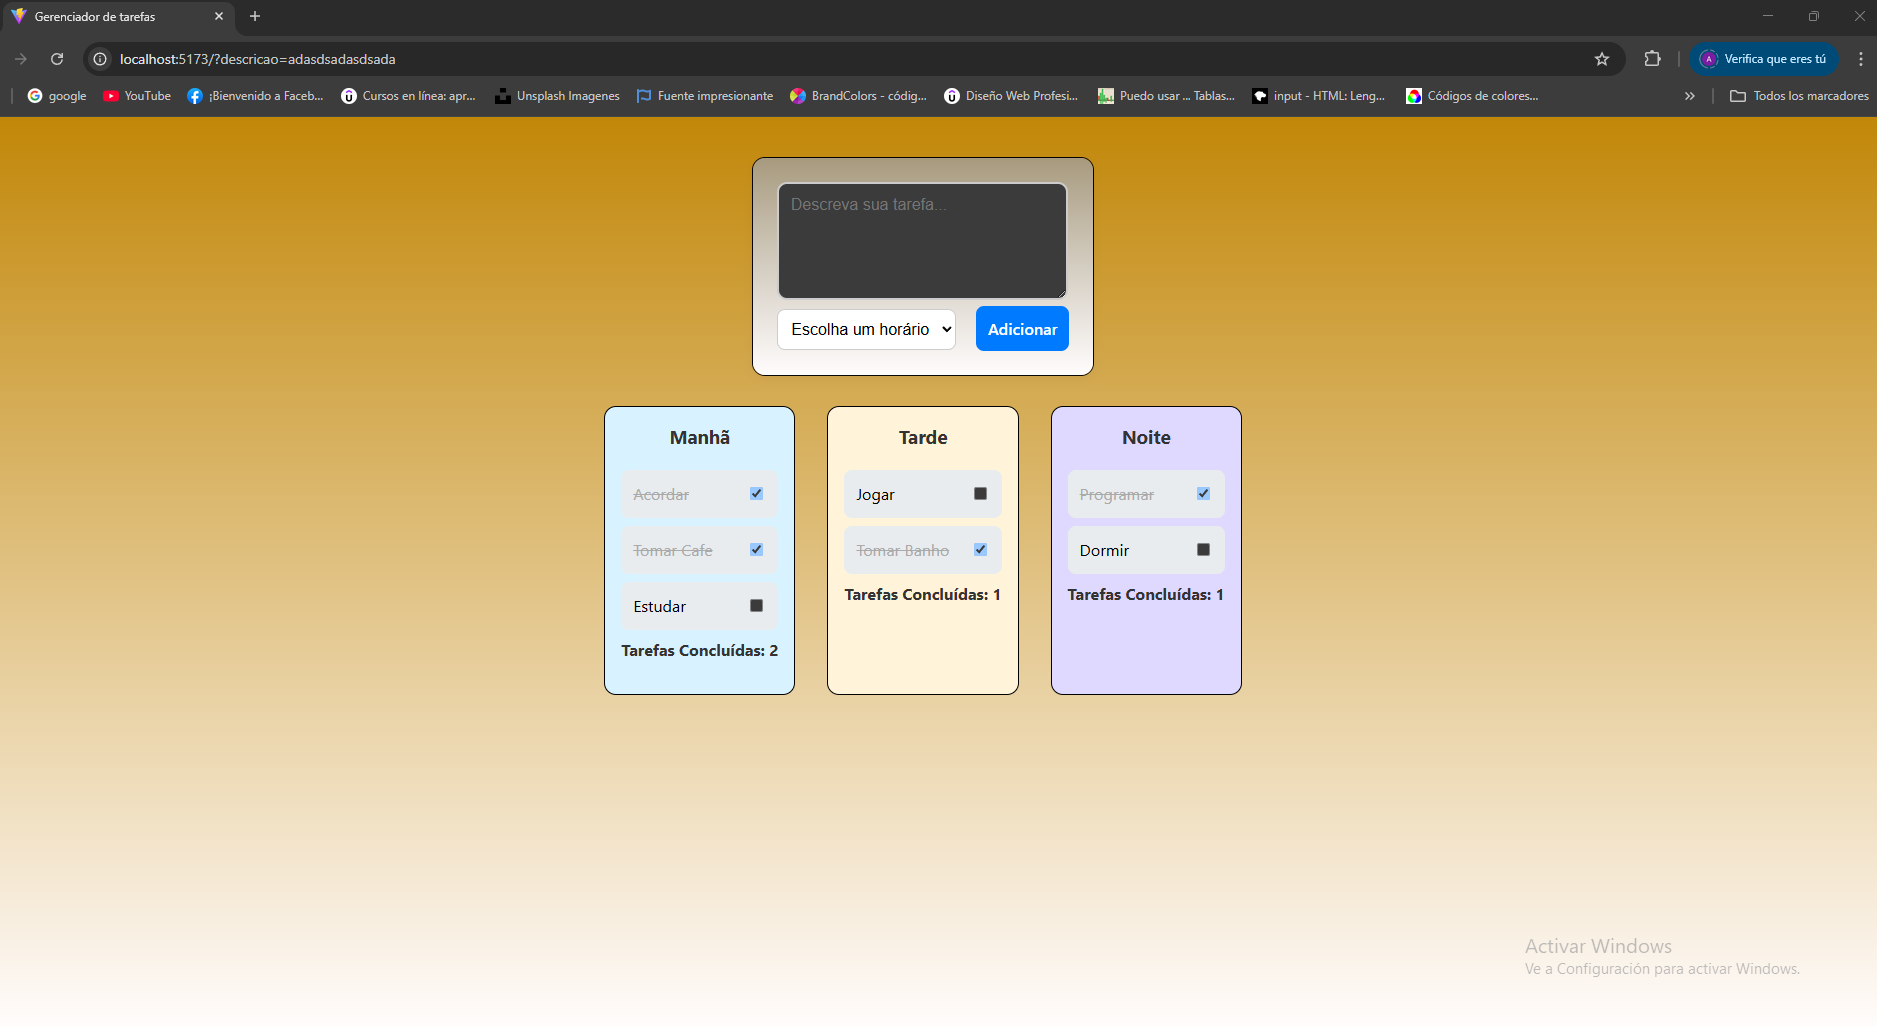 Gerenciador de tarefas
localhost:5173/?descricao=adasdsadasdsada
A
Verifica que eres tú
google
YouTube
¡Bienvenido a Faceb...
Cursos en línea: apr...
Unsplash Imagenes
Fuente impresionante
BrandColors - códig...
Diseño Web Profesi...
Puedo usar ... Tablas...
input - HTML: Leng...
Códigos de colores...
Todos los marcadores
Descreva sua tarefa...
Escolha um horário
Adicionar
Manhã
Acordar
Tomar Cafe
Estudar
Tarefas Concluídas: 2
Tarde
Jogar
Tomar Banho
Tarefas Concluídas: 1
Noite
Programar
Dormir
Tarefas Concluídas: 1
Activar Windows
Ve a Configuración para activar Windows.